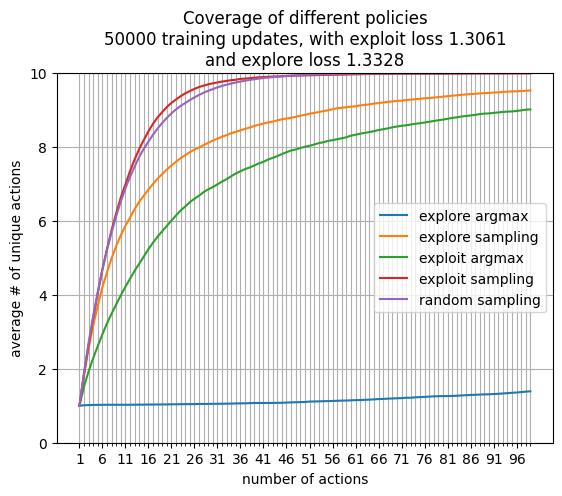 Coverage of different policies
50000 training updates, with exploit loss 1.3061
and explore loss 1.3328
average # of unique actions
10
8
6
4
2
0
explore argmax
explore sampling
exploit argmax
exploit sampling
random sampling
1 6 11 16 21 26 31 36 41 46 51 56 61 66 71 76 81 86 91 96
number of actions